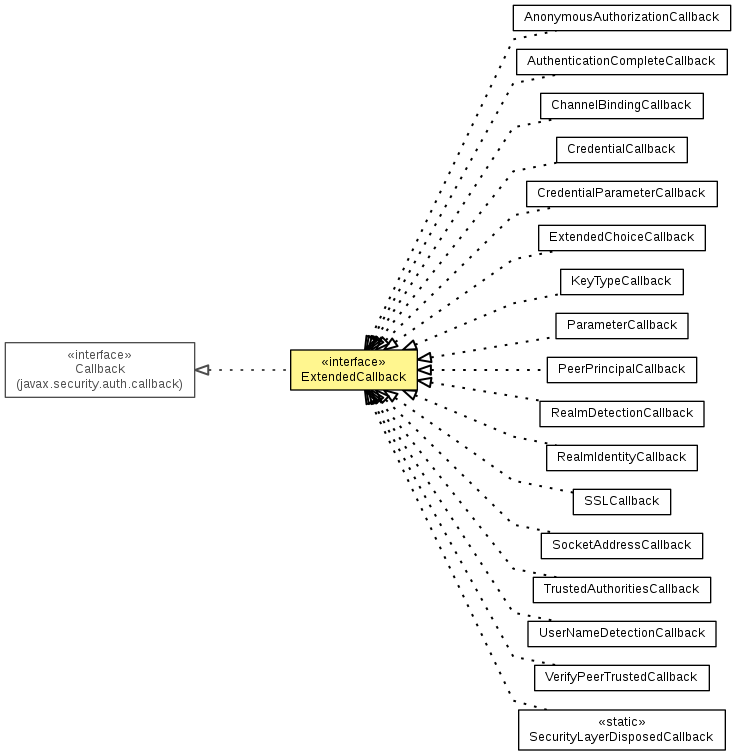 AnonymousAuthorizationCallback
AuthenticationCompleteCallback
ChannelBindingCallback
CredentialCallback
CredentialParameterCallback
ExtendedChoiceCallback
KeyTypeCallback
ParameterCallback
«interface»
Callback
(javax.security.auth.callback)
«interface»
ExtendedCallback
PeerPrincipalCallback
RealmDetectionCallback
RealmIdentityCallback
SSLCallback
SocketAddressCallback
TrustedAuthoritiesCallback
UserNameDetectionCallback
VerifyPeerTrustedCallback
«static»
SecurityLayerDisposedCallback